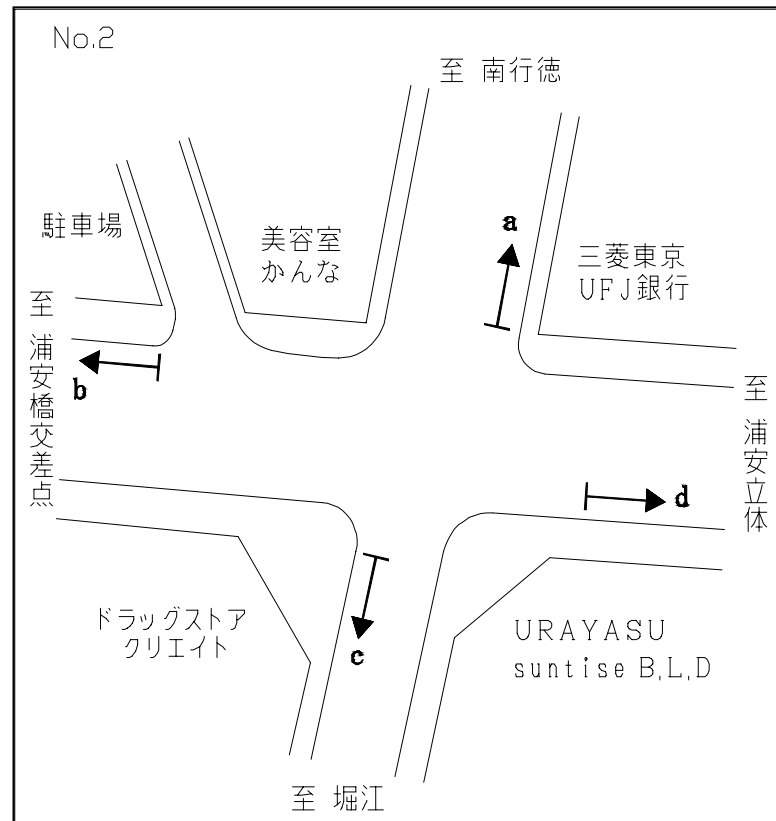 No.2
至 南行徳
駐車場
美容室
かんな
a
三菱東京
UFJ銀行
至 浦安橋交差点
b
至 浦安立体
d
ドラッグストア
クリエイト
c
URAYASU
suntise B,L,D
至 堀江